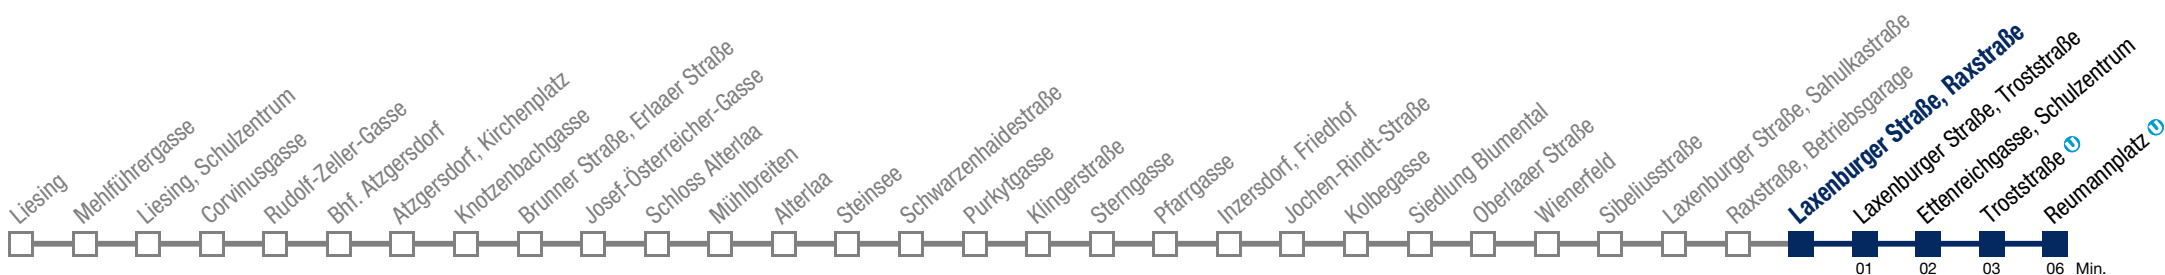 Liesing
Mehlführergasse
Liesing, Schulzentrum
Corvinusgasse
Rudolf-Zeller-Gasse
Bhf. Atzgersdorf
Atzgersdorf, Kirchenplatz
Knotzenbachgasse
Brunner Straße, Erlaaer Straße
Josef-Österreicher-Gasse
Schloss Alterlaa
Mühlbreiten
Alterlaa
Steinsee
Schwarzenhaidestraße
Purkytgasse
Klingerstraße
Sterngasse
Pfarrgasse
Inzersdorf, Friedhof
Jochen-Rindt-Straße
Kolbegasse
Siedlung Blumental
Oberlaaer Straße
Wienerfeld
Sibeliusstraße
Laxenburger Straße, Sahulkastraße
Raxstraße, Betriebsgarage
Laxenburger Straße, Raxstraße
Laxenburger Straße, Troststraße
Ettenreichgasse, Schulzentrum
Troststraße U
Reumannplatz U
01 02 03 06 Min.